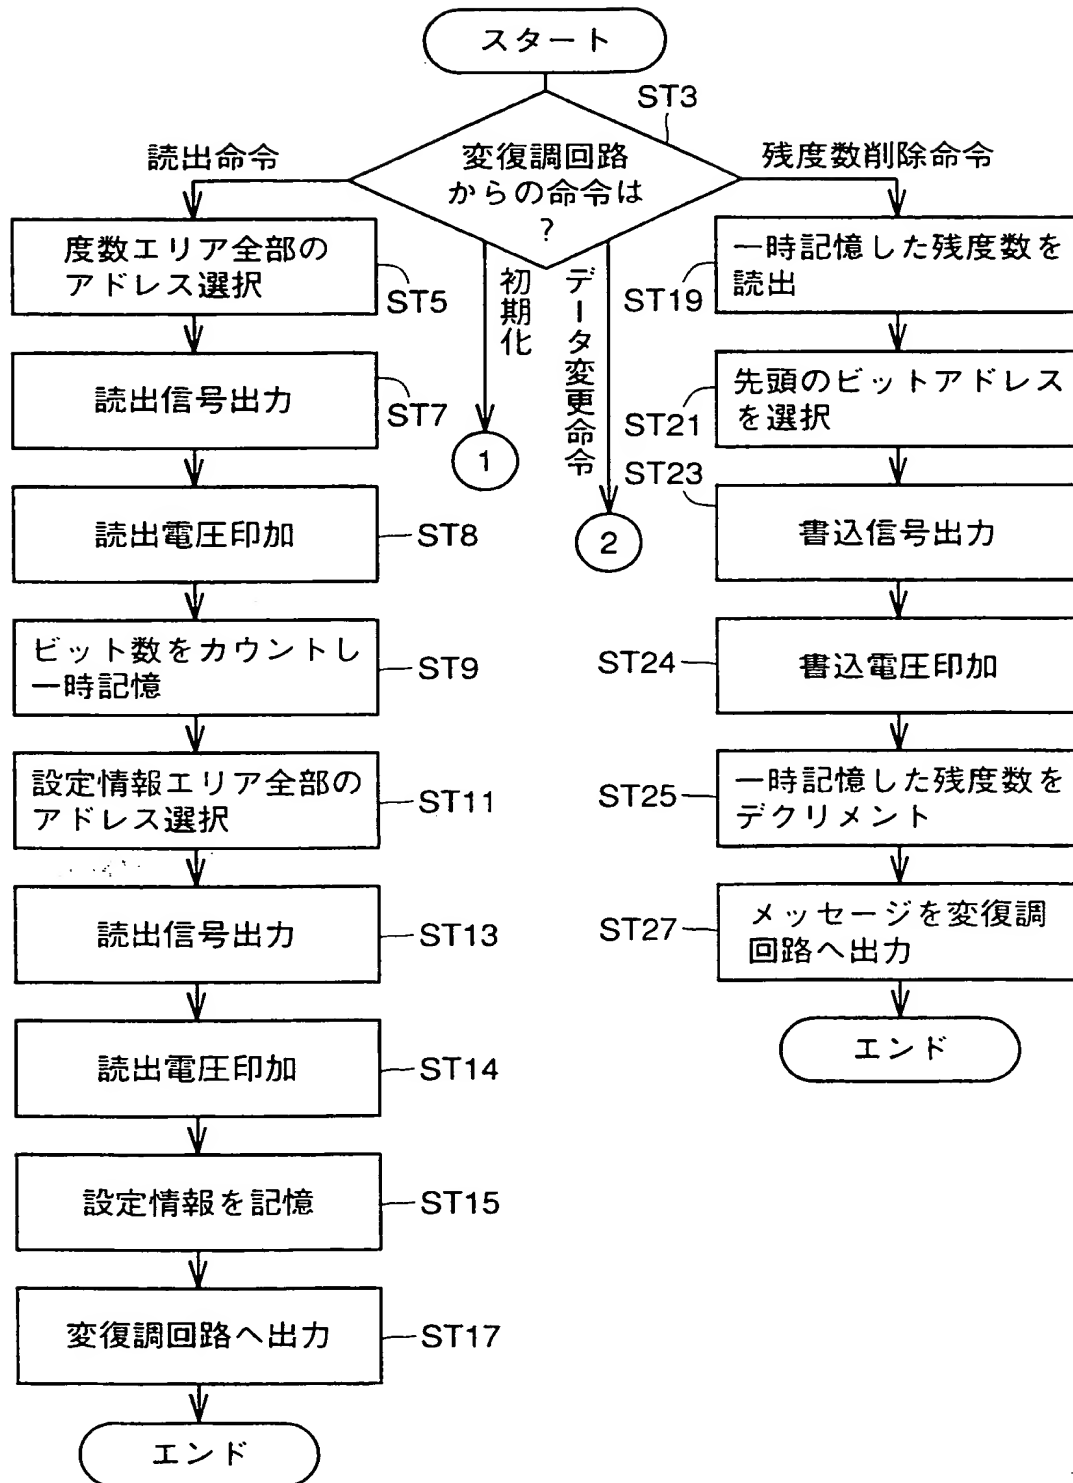 スタート
ST3
変復調回路
からの命令は
?
読出命令
度数エリア全部の
アドレス選択
ST5
読出信号出力
ST7
読出電圧印加
ST8
ビット数をカウントし
一時記憶
ST9
設定情報エリア全部の
アドレス選択
ST11
読出信号出力
ST13
読出電圧印加
ST14
設定情報を記憶
ST15
変復調回路へ出力
ST17
エンド
初期化
1
データ変更命令
2
残度数削除命令
一時記憶した残度数を
読出
ST19
先頭のビットアドレス
を選択
ST21
ST23
書込信号出力
ST24
書込電圧印加
ST25
一時記憶した残度数を
デクリメント
ST27
メッセージを変復調
回路へ出力
エンド